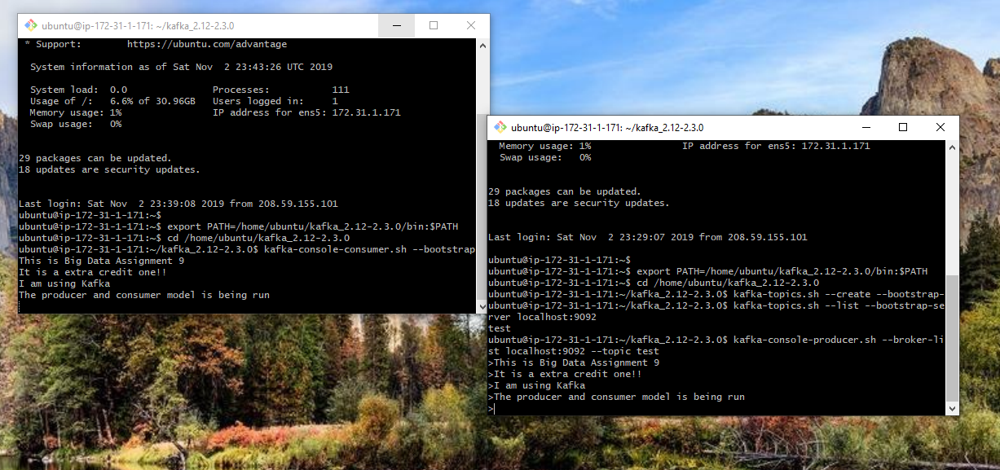 ubuntu@ip-172-31-1-171: ~/kafka_2.12-2.3.0
* Support: https://ubuntu.com/advantage
System information as of Sat Nov 2 23:43:26 UTC 2019
System load: 0.0 Processes: 111
Usage of /: 6.6% of 30.96GB Users logged in: 1
Memory usage: 1% IP address for ens5: 172.31.1.171
Swap usage: 0%
29 packages can be updated.
18 updates are security updates.
Last login: Sat Nov 2 23:39:08 2019 from 208.59.155.101
ubuntu@ip-172-31-1-171:~$
ubuntu@ip-172-31-1-171:~$ export PATH=/home/ubuntu/kafka_2.12-2.3.0/bin:$PATH
ubuntu@ip-172-31-1-171:~$ cd /home/ubuntu/kafka_2.12-2.3.0
ubuntu@ip-172-31-1-171:~/kafka_2.12-2.3.0$ kafka-console-consumer.sh --bootstrap
This is Big Data Assignment 9
It is a extra credit one!!
I am using Kafka
The producer and consumer model is being run
ubuntu@ip-172-31-1-171: ~/kafka_2.12-2.3.0
Memory usage: 1% IP address for ens5: 172.31.1.171
Swap usage: 0%
29 packages can be updated.
18 updates are security updates.
Last login: Sat Nov 2 23:29:07 2019 from 208.59.155.101
ubuntu@ip-172-31-1-171:~$
ubuntu@ip-172-31-1-171:~$ export PATH=/home/ubuntu/kafka_2.12-2.3.0/bin:$PATH
ubuntu@ip-172-31-1-171:~$ cd /home/ubuntu/kafka_2.12-2.3.0
ubuntu@ip-172-31-1-171:~/kafka_2.12-2.3.0$ kafka-topics.sh --create --bootstrap-
ubuntu@ip-172-31-1-171:~/kafka_2.12-2.3.0$ kafka-topics.sh --list --bootstrap-se
rver localhost:9092
test
ubuntu@ip-172-31-1-171:~/kafka_2.12-2.3.0$ kafka-console-producer.sh --broker-li
st localhost:9092 --topic test
>This is Big Data Assignment 9
>It is a extra credit one!!
>I am using Kafka
>The producer and consumer model is being run
>